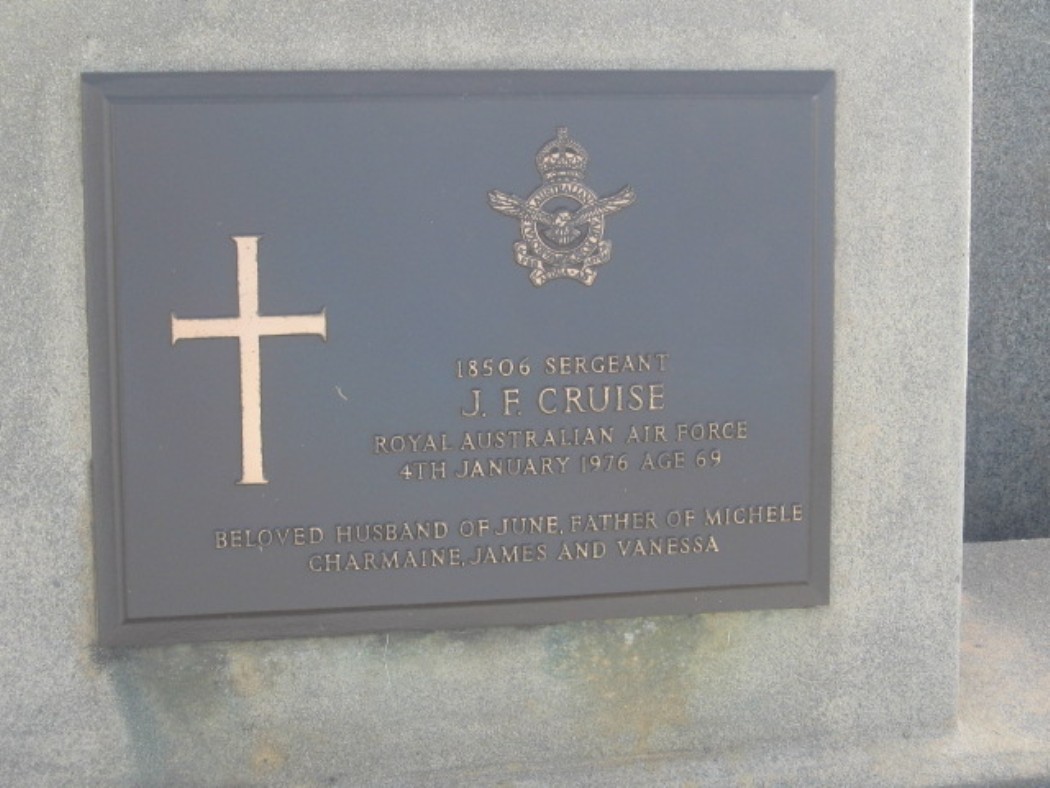 18506 SERGEANT
J. F. CRUISE
ROYAL AUSTRALIAN AIR FORCE
4TH JANUARY 1976 AGE 69
BELOVED HUSBAND OF JUNE, FATHER OF MICHELE
CHARMAINE, JAMES AND VANESSA